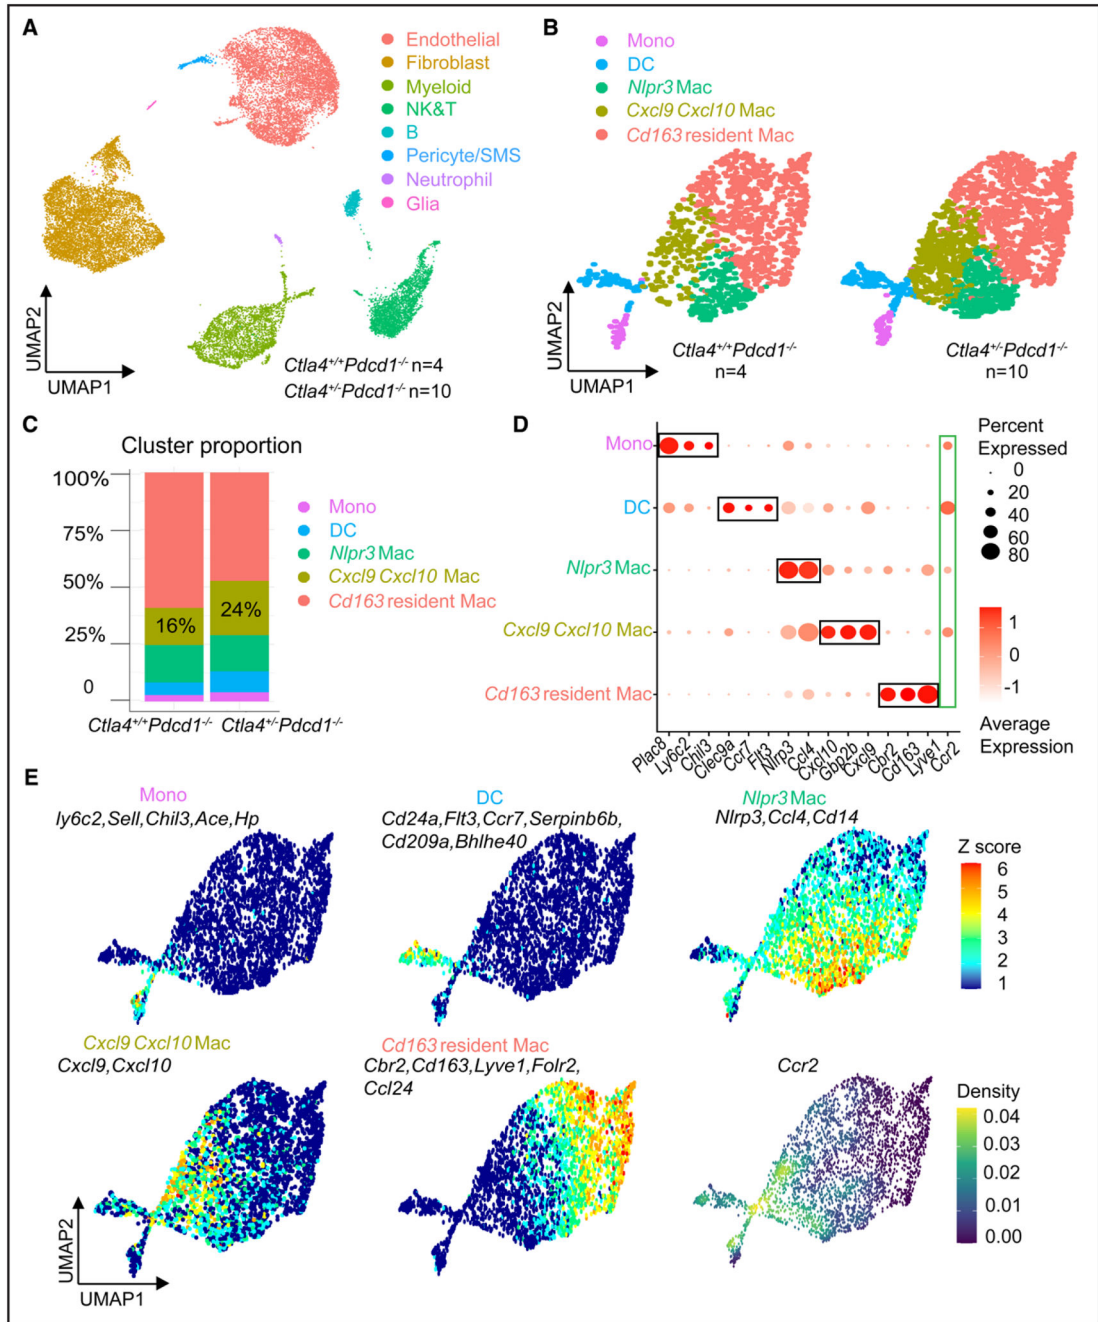 A
Endothelial
Fibroblast
Myeloid
NK&T
B
Pericyte/SMS
Neutrophil
Glia
UMAP2
UMAP1
Ctla4+/+Pdcd1-/- n=4
Ctla4+/-Pdcd1-/- n=10
B
Mono
DC
Nlpr3 Mac
Cxcl9 Cxcl10 Mac
Cd163 resident Mac
UMAP2
UMAP1
Ctla4+/+Pdcd1-/-
n=4
Ctla4+/-Pdcd1-/-
n=10
C
Cluster proportion
100%
75%
50%
25%
0
16%
24%
Ctla4+/+Pdcd1-/-
Ctla4+/-Pdcd1-/-
Mono
DC
Nlpr3 Mac
Cxcl9 Cxcl10 Mac
Cd163 resident Mac
D
Mono
DC
Nlpr3 Mac
Cxcl9 Cxcl10 Mac
Cd163 resident Mac
Plac8
Ly6c2
Chil3
Clec9a
Ccr7
Flt3
Nlrp3
Ccl4
Cxcl10
Gbp2b
Cxcl9
Cbr2
Cd163
Lyve1
Ccr2
Percent
Expressed
0
20
40
60
80
1
0
-1
Average
Expression
E
Mono
ly6c2,Sell,Chil3,Ace,Hp
DC
Cd24a,Flt3,Ccr7,Serpinb6b,
Cd209a,Bhlhe40
Nlpr3 Mac
Nlrp3,Ccl4,Cd14
Z score
6
5
4
3
2
1
Cxcl9 Cxcl10 Mac
Cxcl9,Cxcl10
Cd163 resident Mac
Cbr2,Cd163,Lyve1,Folr2,
Ccl24
Ccr2
Density
0.04
0.03
0.02
0.01
0.00
UMAP2
UMAP1